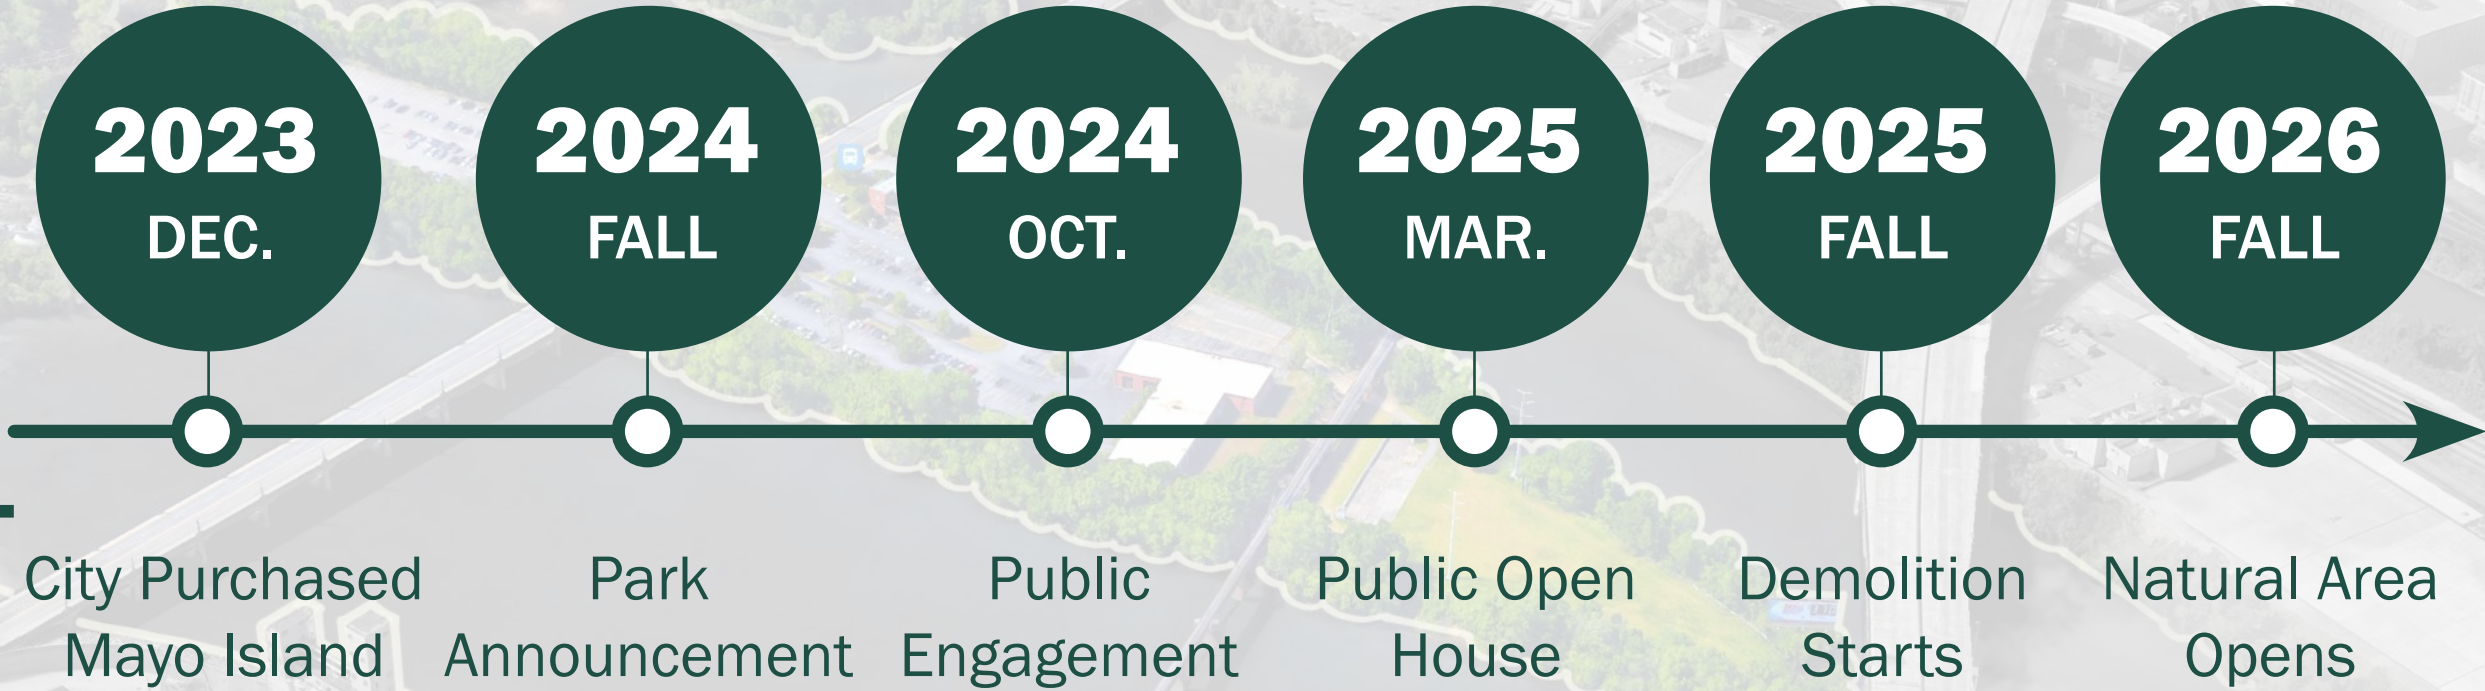 2023
DEC.
2024
FALL
2024
OCT.
2025
MAR.
2025
FALL
2026
FALL
City Purchased
Mayo Island
Park
Announcement
Public
Engagement
Public Open
House
Demolition
Starts
Natural Area
Opens